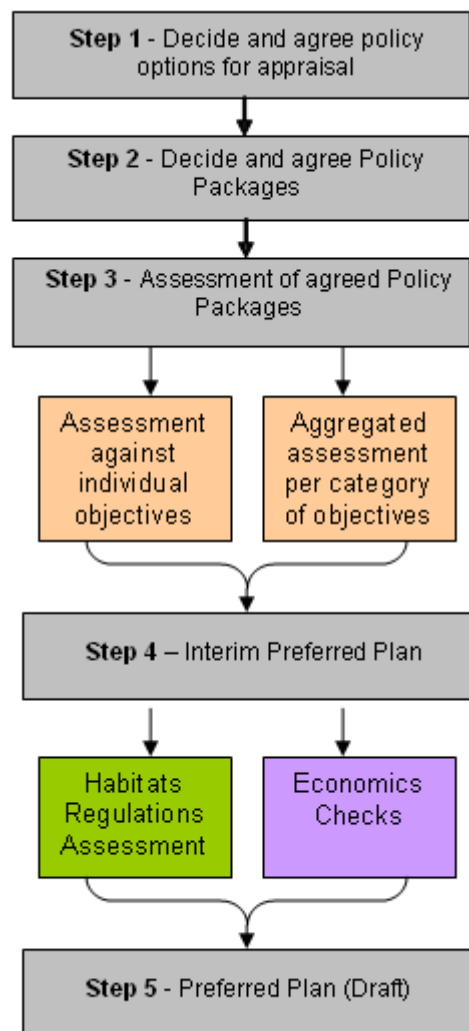 Step 1 - Decide and agree policy
options for appraisal
Step 2 - Decide and agree Policy
Packages
Step 3 - Assessment of agreed Policy
Packages
Assessment
against
individual
objectives
Aggregated
assessment
per category
of objectives
Step 4 – Interim Preferred Plan
Habitats
Regulations
Assessment
Economics
Checks
Step 5 - Preferred Plan (Draft)